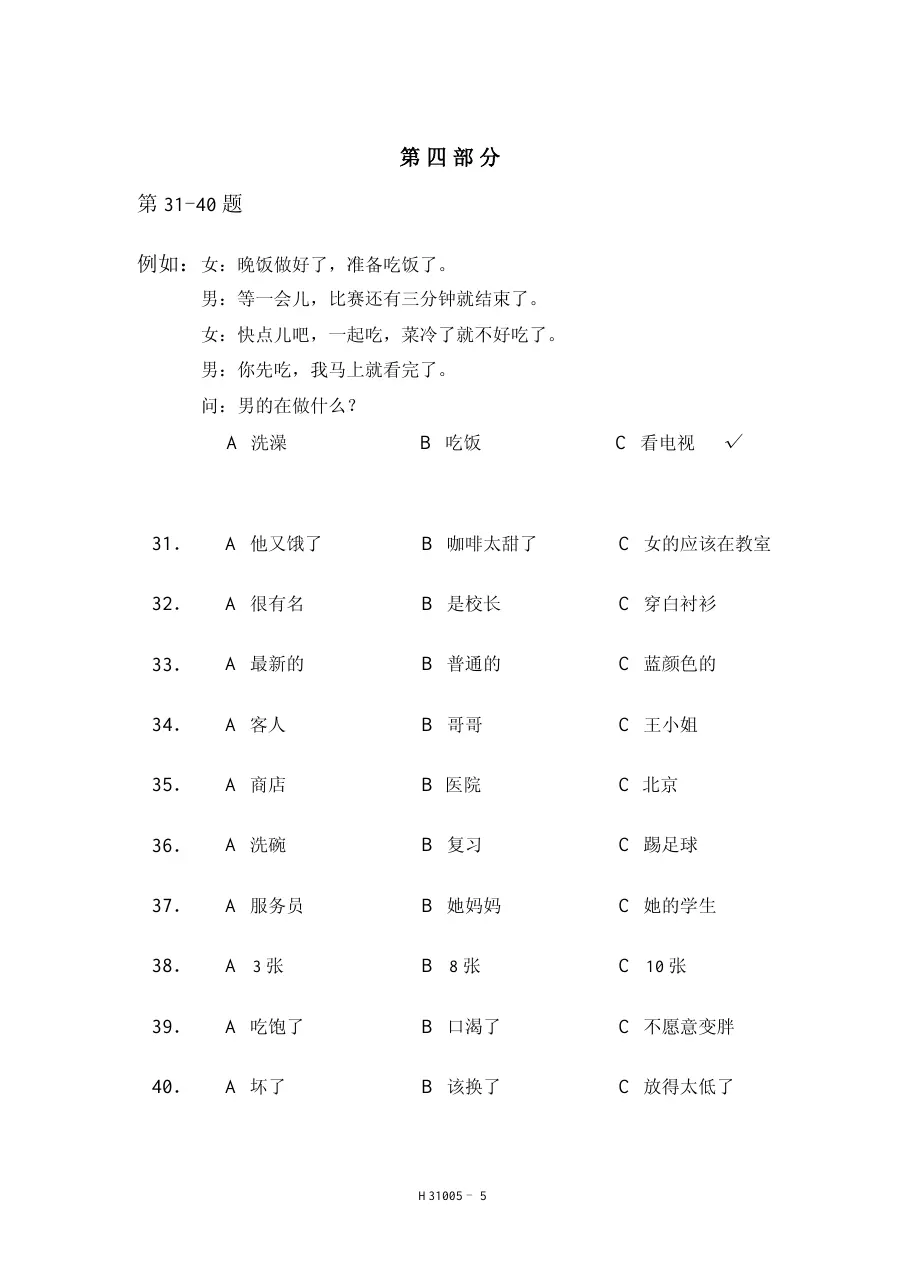 第四部分
第 31-40 题
例如：女：晚饭做好了，准备吃饭了。
男：等一会儿，比赛还有三分钟就结束了。
女：快点儿吧，一起吃，菜冷了就不好吃了。
男：你先吃，我马上就看完了。
问：男的在做什么？
A 洗澡 B 吃饭 C 看电视 √
31. A 他又饿了 B 咖啡太甜了 C 女的应该在教室
32. A 很有名 B 是校长 C 穿白衬衫
33. A 最新的 B 普通的 C 蓝颜色的
34. A 客人 B 哥哥 C 王小姐
35. A 商店 B 医院 C 北京
36. A 洗碗 B 复习 C 踢足球
37. A 服务员 B 她妈妈 C 她的学生
38. A 3 张 B 8 张 C 10 张
39. A 吃饱了 B 口渴了 C 不愿意变胖
40. A 坏了 B 该换了 C 放得太低了
H31005 - 5